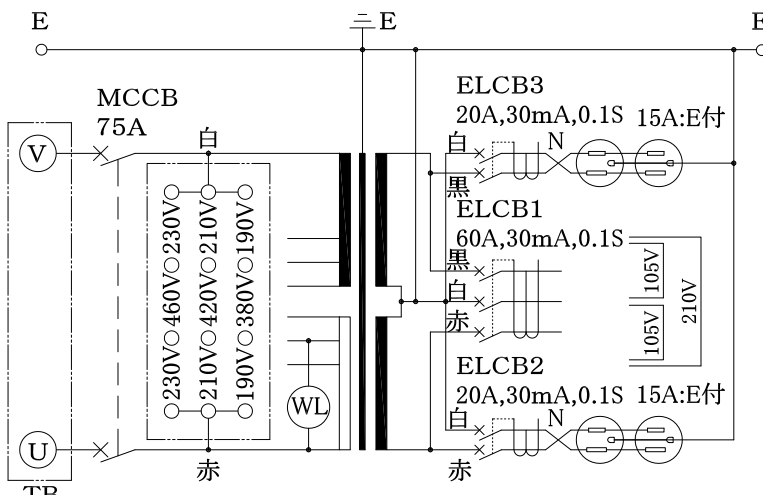 E
E
E
MCCB
75A
ELCB3
20A,30mA,0.1S
15A:E付
白
白
N
V
黒
230V
210V
190V
ELCB1
60A,30mA,0.1S
黒
白
赤
105V
105V
210V
460V
420V
380V
230V
210V
190V
WL
ELCB2
20A,30mA,0.1S
15A:E付
白
N
U
赤
赤
TB